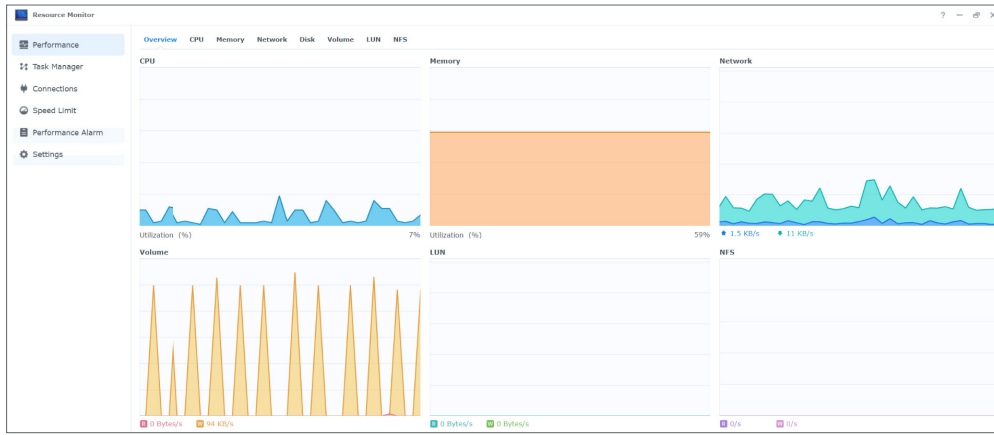 Resource Monitor
?
Performance
Task Manager
Connections
Speed Limit
Performance Alarm
Settings
Overview CPU Memory Network Disk Volume LUN NFS
CPU Memory Network
Utilization (%) 7% Utilization (%) 59% 1.5 KB/s 11 KB/s
Volume LUN NFS
R 0 Bytes/s W 94 KB/s R 0 Bytes/s W 0 Bytes/s R 0/s W 0/s